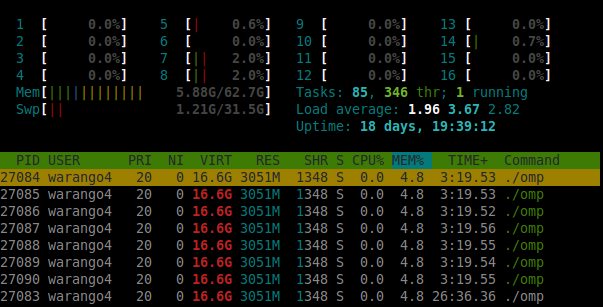 1 [ 0.0%] 5 [| 0.6%] 9 [ 0.0%] 13 [ 0.0%]
2 [ 0.0%] 6 [ 0.0%] 10 [ 0.0%] 14 [| 0.7%]
3 [ 0.0%] 7 [|| 2.0%] 11 [ 0.0%] 15 [ 0.0%]
4 [ 0.0%] 8 [|| 2.0%] 12 [ 0.0%] 16 [ 0.0%]
Mem[||||||||||||| 5.88G/62.7G] Tasks: 85, 346 thr; 1 running
Swp[|| 1.21G/31.5G] Load average: 1.96 3.67 2.82
Uptime: 18 days, 19:39:12
PID USER PRI NI VIRT RES SHR S CPU% MEM% TIME+ Command
27084 warango4 20 0 16.6G 3051M 1348 S 0.0 4.8 3:19.53 ./omp
27085 warango4 20 0 16.6G 3051M 1348 S 0.0 4.8 3:19.54 ./omp
27086 warango4 20 0 16.6G 3051M 1348 S 0.0 4.8 3:19.52 ./omp
27087 warango4 20 0 16.6G 3051M 1348 S 0.0 4.8 3:19.56 ./omp
27088 warango4 20 0 16.6G 3051M 1348 S 0.0 4.8 3:19.55 ./omp
27089 warango4 20 0 16.6G 3051M 1348 S 0.0 4.8 3:19.54 ./omp
27090 warango4 20 0 16.6G 3051M 1348 S 0.0 4.8 3:19.55 ./omp
27083 warango4 20 0 16.6G 3051M 1348 S 0.0 4.8 26:36.36 ./omp